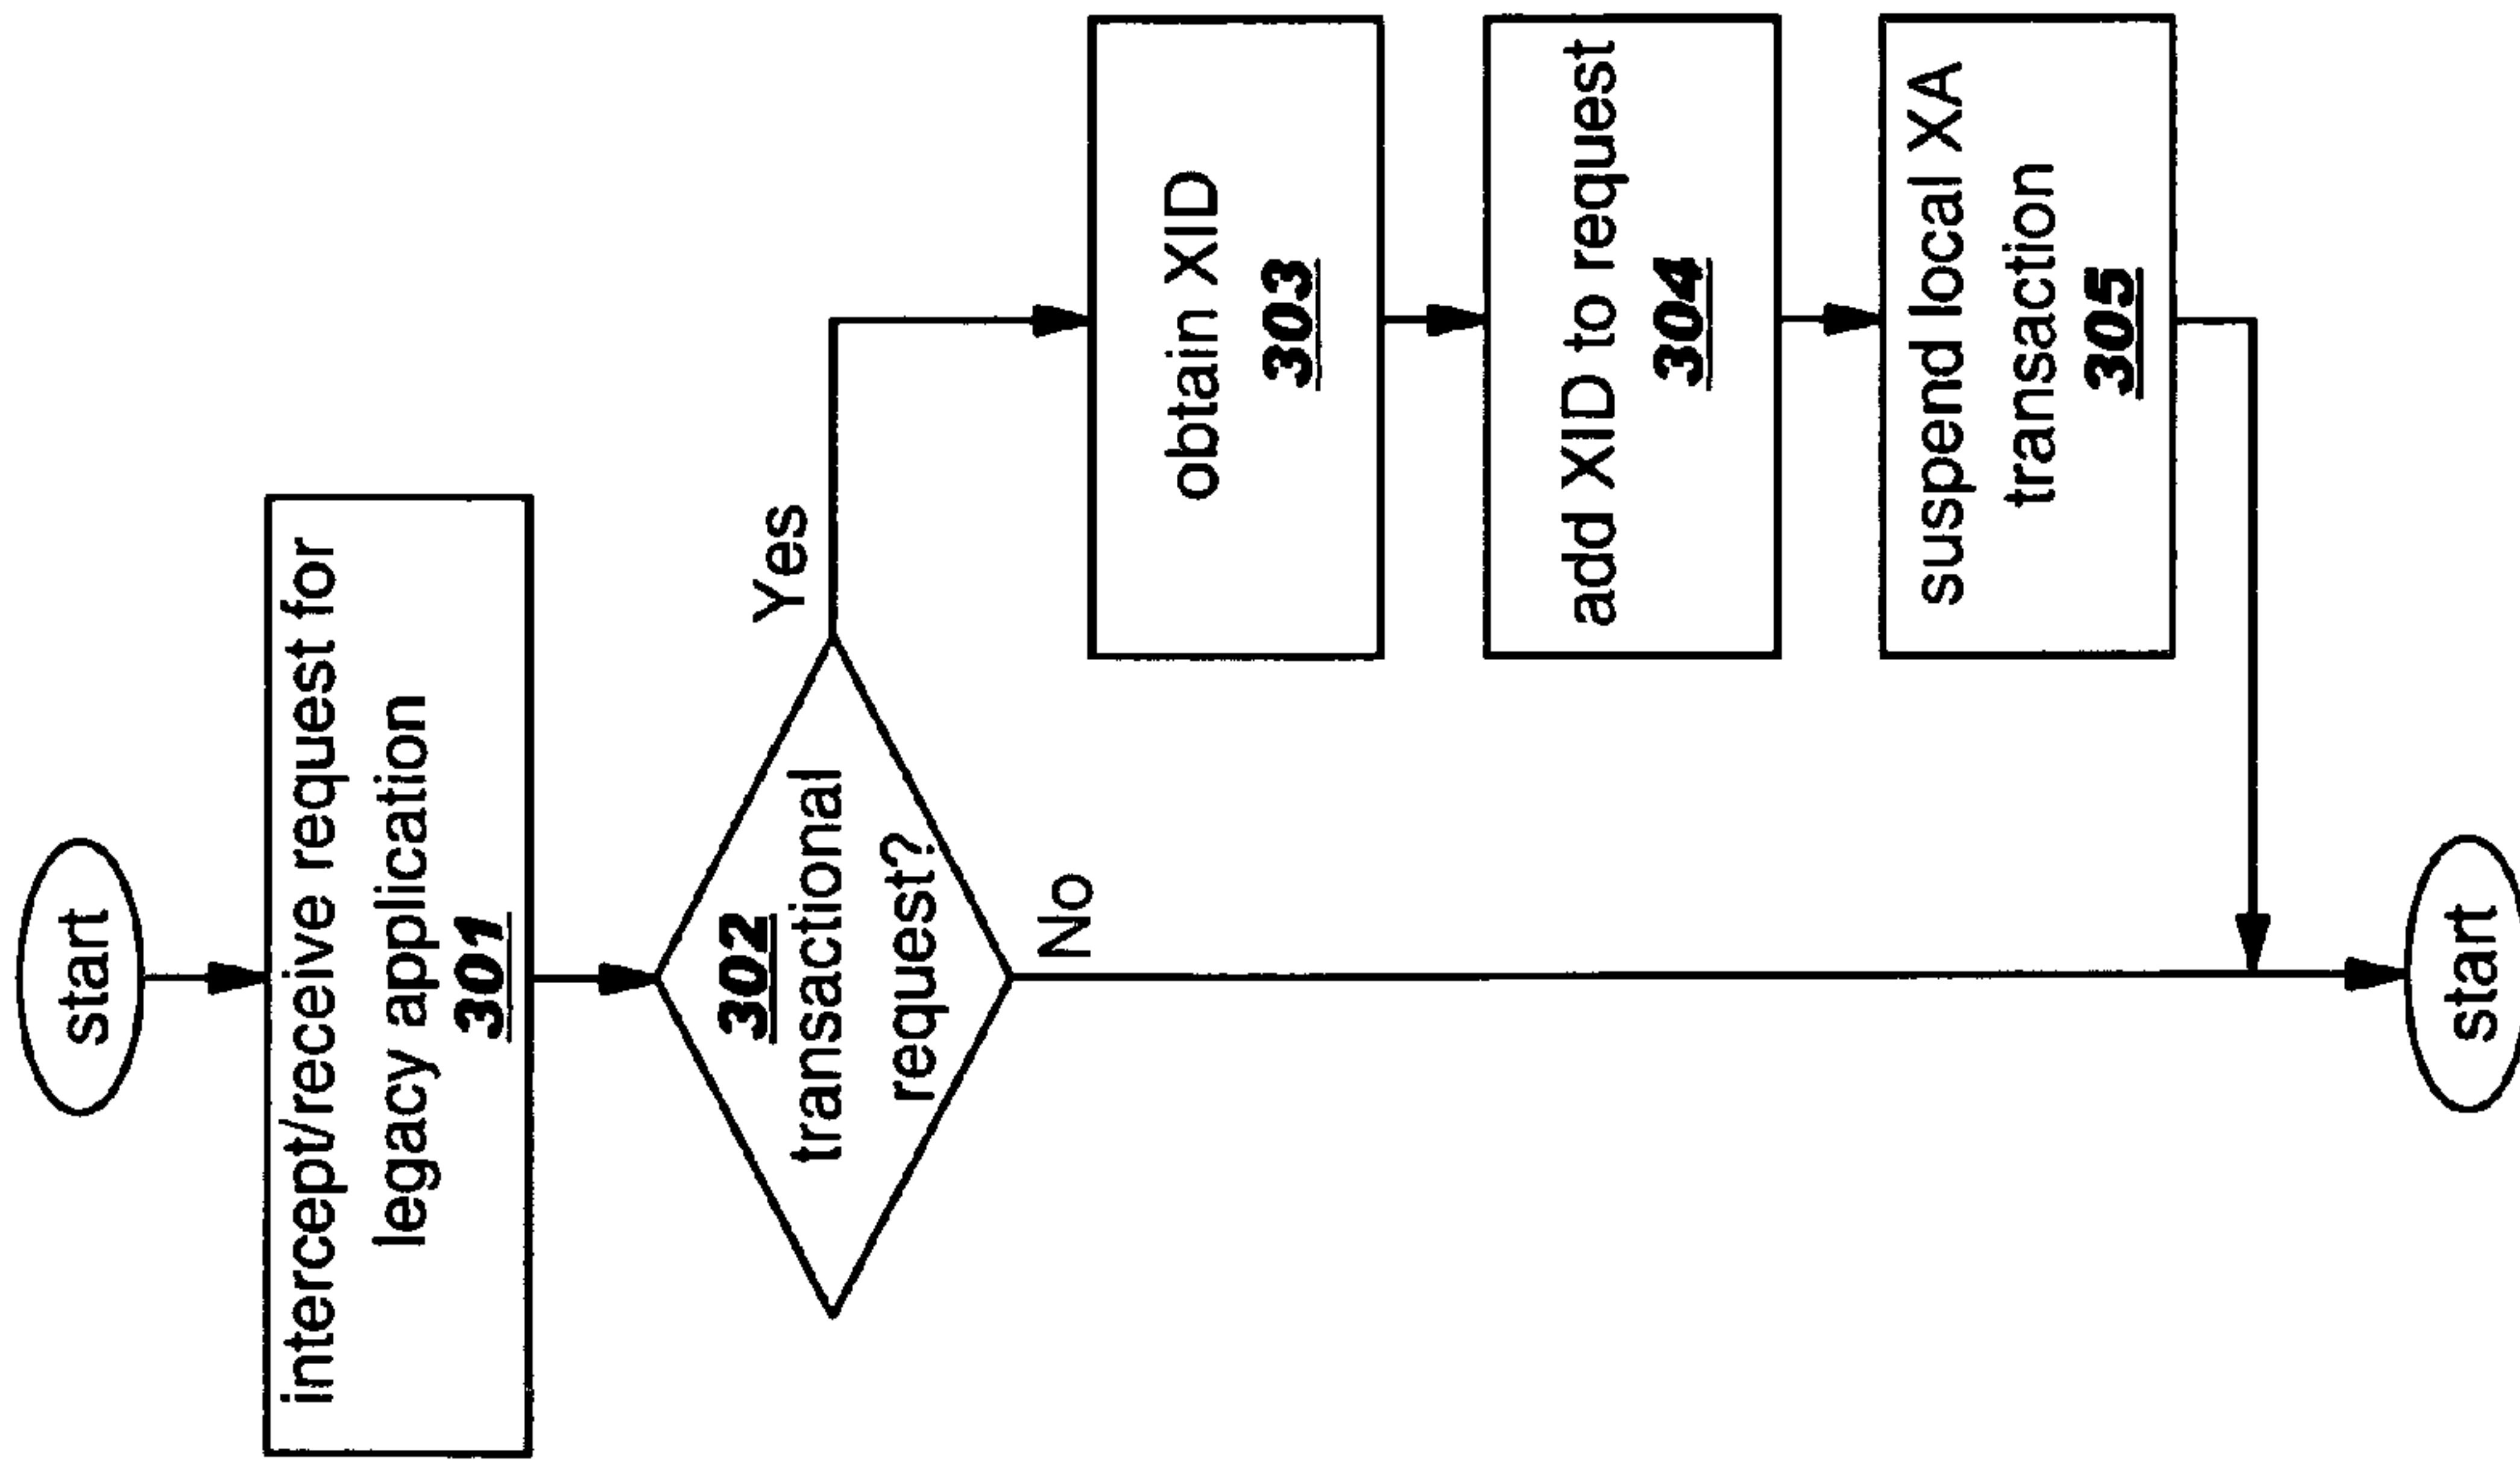 start
intercept/receive request for
legacy application
301
302
transactional
request?
Yes
No
obtain XID
303
add XID to request
304
suspend local XA
transaction
305
start